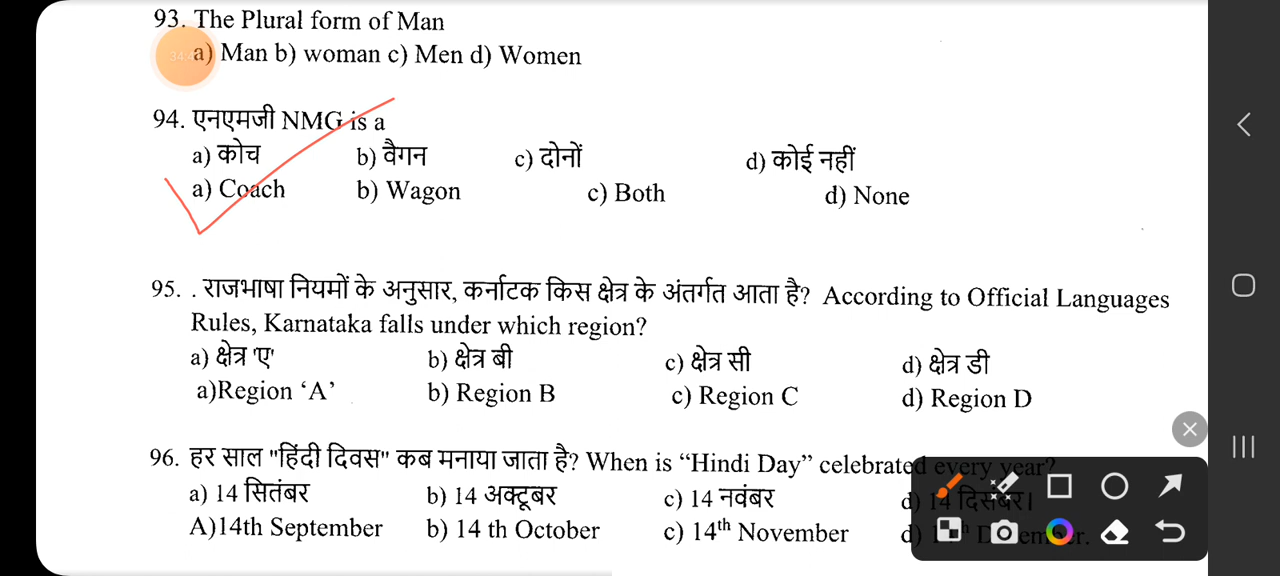 93. The Plural form of Man
a) Man b) woman c) Men d) Women
94. एनएमजी NMG is a
a) कोच b) वैगन c) दोनों d) कोई नहीं
a) Coach b) Wagon c) Both d) None
95. . राजभाषा नियमों के अनुसार, कर्नाटक किस क्षेत्र के अंतर्गत आता है? According to Official Languages
Rules, Karnataka falls under which region?
a) क्षेत्र 'ए' b) क्षेत्र बी c) क्षेत्र सी d) क्षेत्र डी
a)Region ‘A’ b) Region B c) Region C d) Region D
96. हर साल "हिंदी दिवस" कब मनाया जाता है? When is “Hindi Day” celebrated every year?
a) 14 सितंबर b) 14 अक्टूबर c) 14 नवंबर d) 14 दिसंबर।
A)14th September b) 14 th October c) 14th November d)